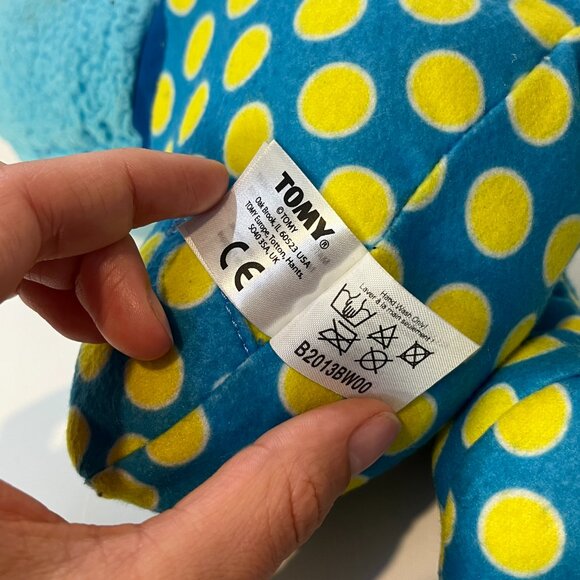 TOMY
®
©TOMY
Oak Brook, IL 60523 USA
TOMY Europe, Totton, Hants,
SO40 3SA, UK
CE
Hand Wash Only!
Laver à la main seulement!
B2013BW00